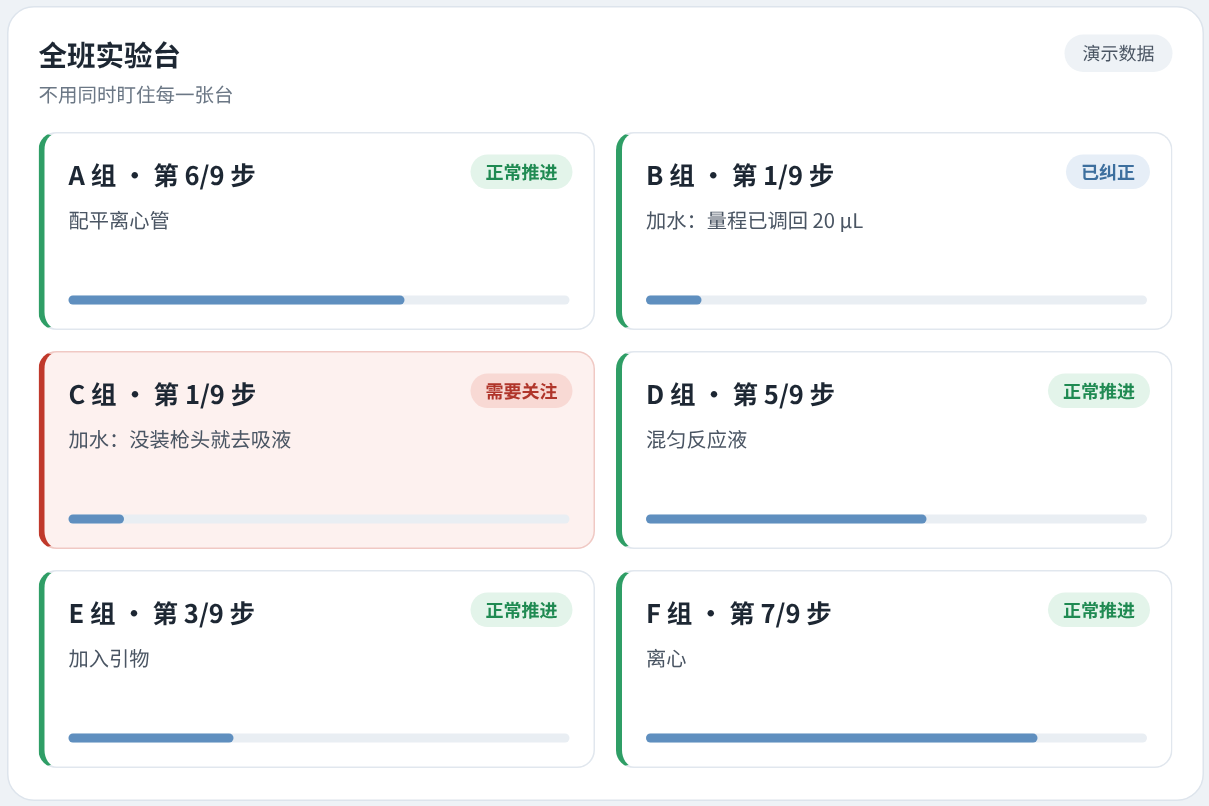 全班实验台
演示数据
不用同时盯住每一张台
A 组 · 第 6/9 步
正常推进
配平离心管
B 组 · 第 1/9 步
已纠正
加水：量程已调回 20 μL
C 组 · 第 1/9 步
需要关注
加水：没装枪头就去吸液
D 组 · 第 5/9 步
正常推进
混匀反应液
E 组 · 第 3/9 步
正常推进
加入引物
F 组 · 第 7/9 步
正常推进
离心